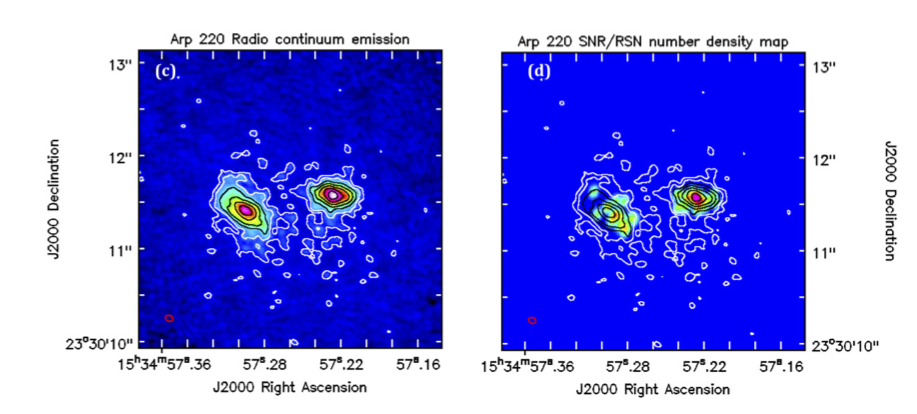 Arp 220 Radio continuum emission
(c)
13"
12"
11"
23°30'10"
J2000 Declination
15ʰ34ᵐ57ˢ.36 57ˢ.28 57ˢ.22 57ˢ.16
J2000 Right Ascension
Arp 220 SNR/RSN number density map
(d)
13"
12"
11"
23°30'10"
J2000 Declination
15ʰ34ᵐ57ˢ.36 57ˢ.28 57ˢ.22 57ˢ.16
J2000 Right Ascension